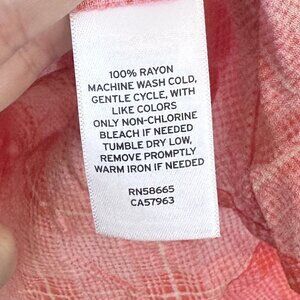 100% RAYON
MACHINE WASH COLD,
GENTLE CYCLE, WITH
LIKE COLORS
ONLY NON-CHLORINE
BLEACH IF NEEDED
TUMBLE DRY LOW,
REMOVE PROMPTLY
WARM IRON IF NEEDED
RN58665
CA57963